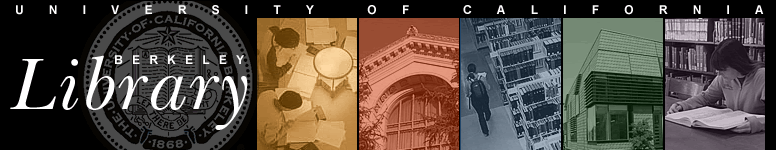 UNIVERSITY OF CALIFORNIA
BERKELEY
Library
1868